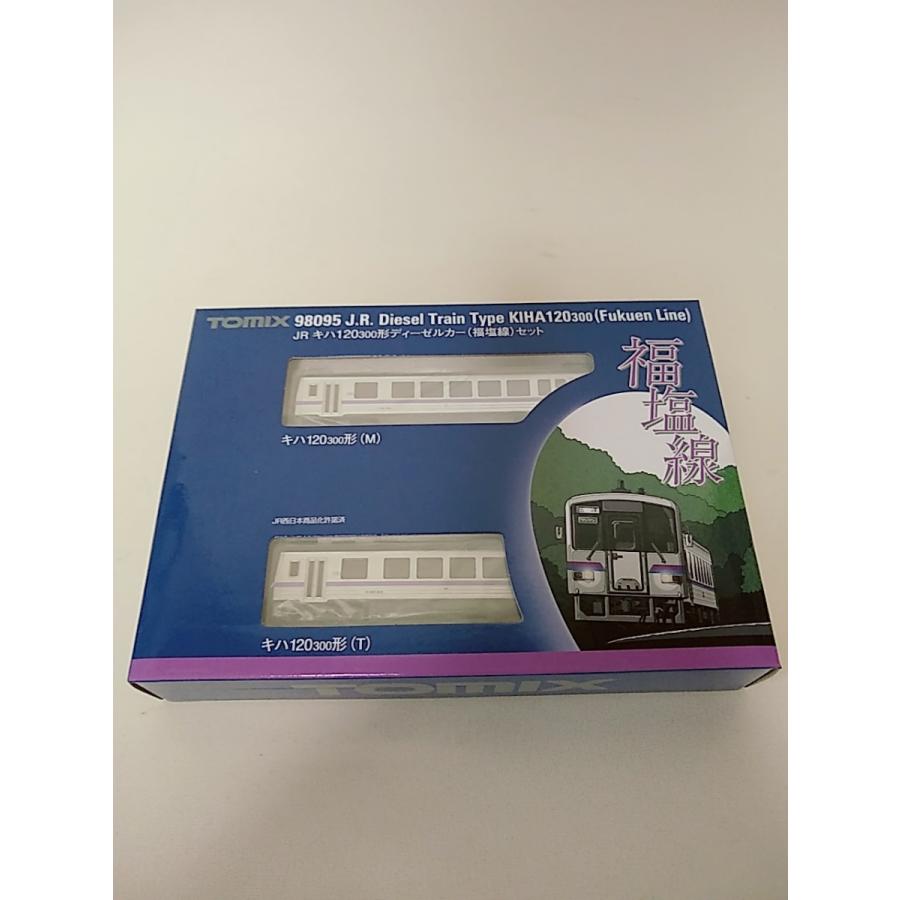 TOMIX 98095 J.R. Diesel Train Type KIHA120300 (Fukuen Line)
JR キハ120300形ディーゼルカー(福塩線)セット
福塩線
キハ120300形(M)
JR西日本商品化許諾済
キハ120300形(T)
TOMIX